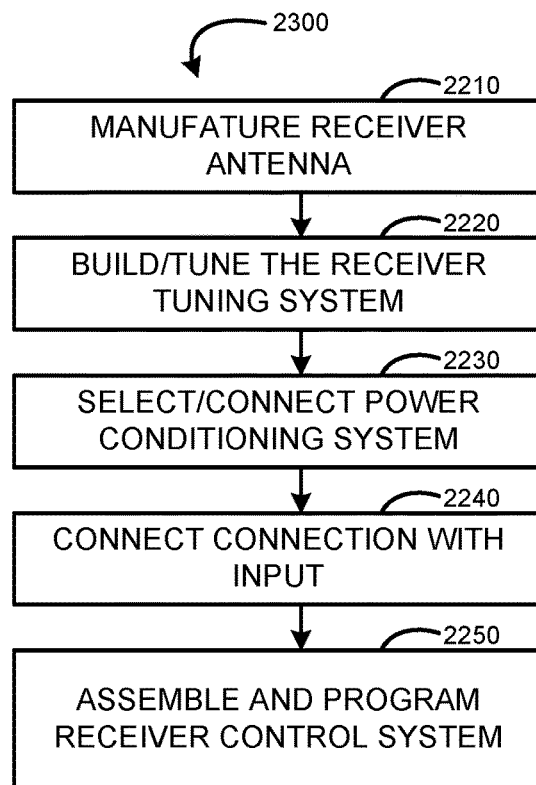 2300
2210
MANUFATURE RECEIVER
ANTENNA
2220
BUILD/TUNE THE RECEIVER
TUNING SYSTEM
2230
SELECT/CONNECT POWER
CONDITIONING SYSTEM
2240
CONNECT CONNECTION WITH
INPUT
2250
ASSEMBLE AND PROGRAM
RECEIVER CONTROL SYSTEM